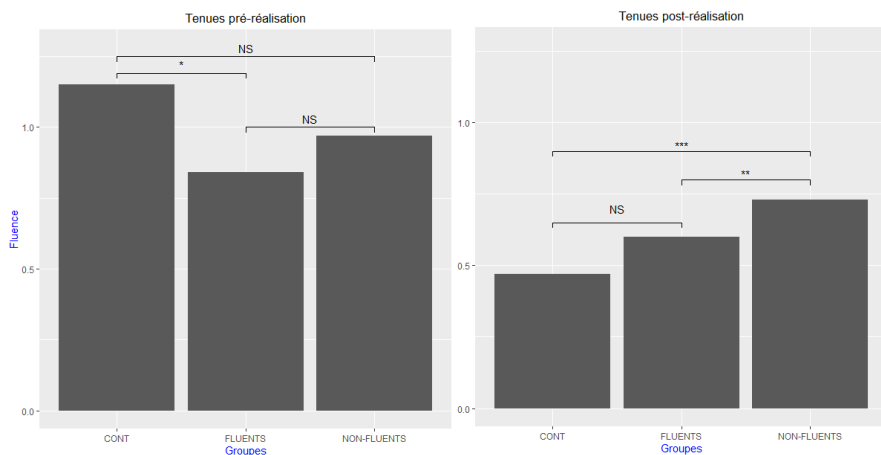 Tenues pré-réalisation
NS
*
NS
1.0
0.5
0.0
Fluence
CONT
FLUENTS
NON-FLUENTS
Groupes
Tenues post-réalisation
***
**
NS
1.0
0.5
0.0
CONT
FLUENTS
NON-FLUENTS
Groupes